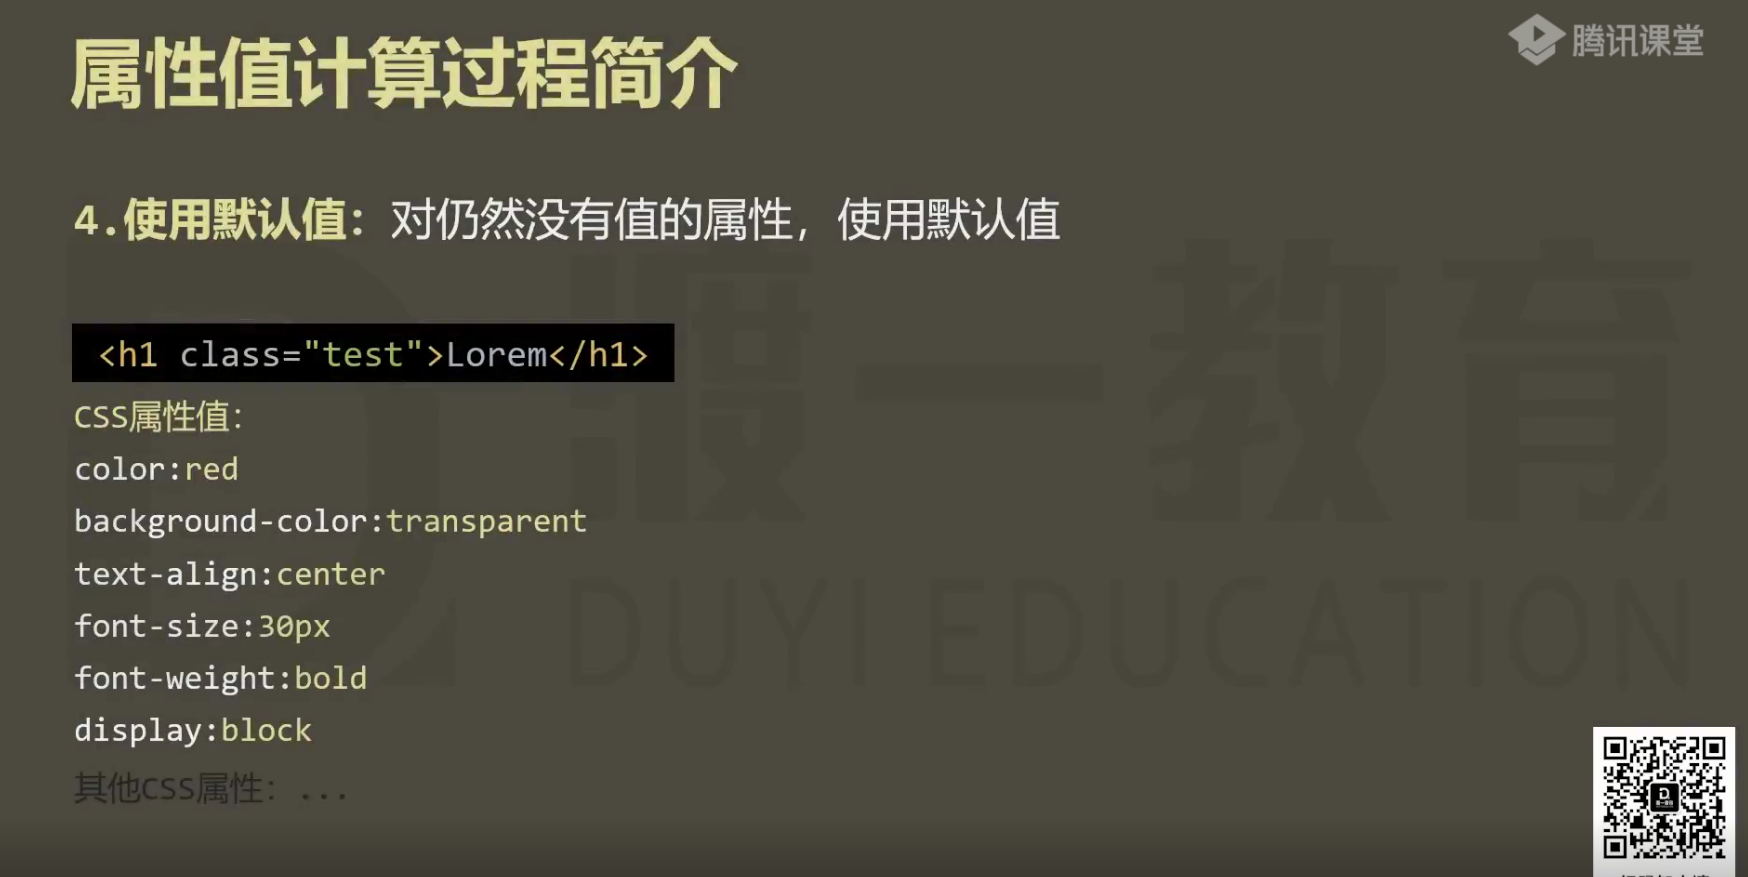 属性值计算过程简介
腾讯课堂
4.使用默认值：对仍然没有值的属性，使用默认值
<h1 class="test">Lorem</h1>
CSS属性值：
color:red
background-color:transparent
text-align:center
font-size:30px
font-weight:bold
display:block
其他CSS属性：...
渡一教育
DUYI EDUCATION